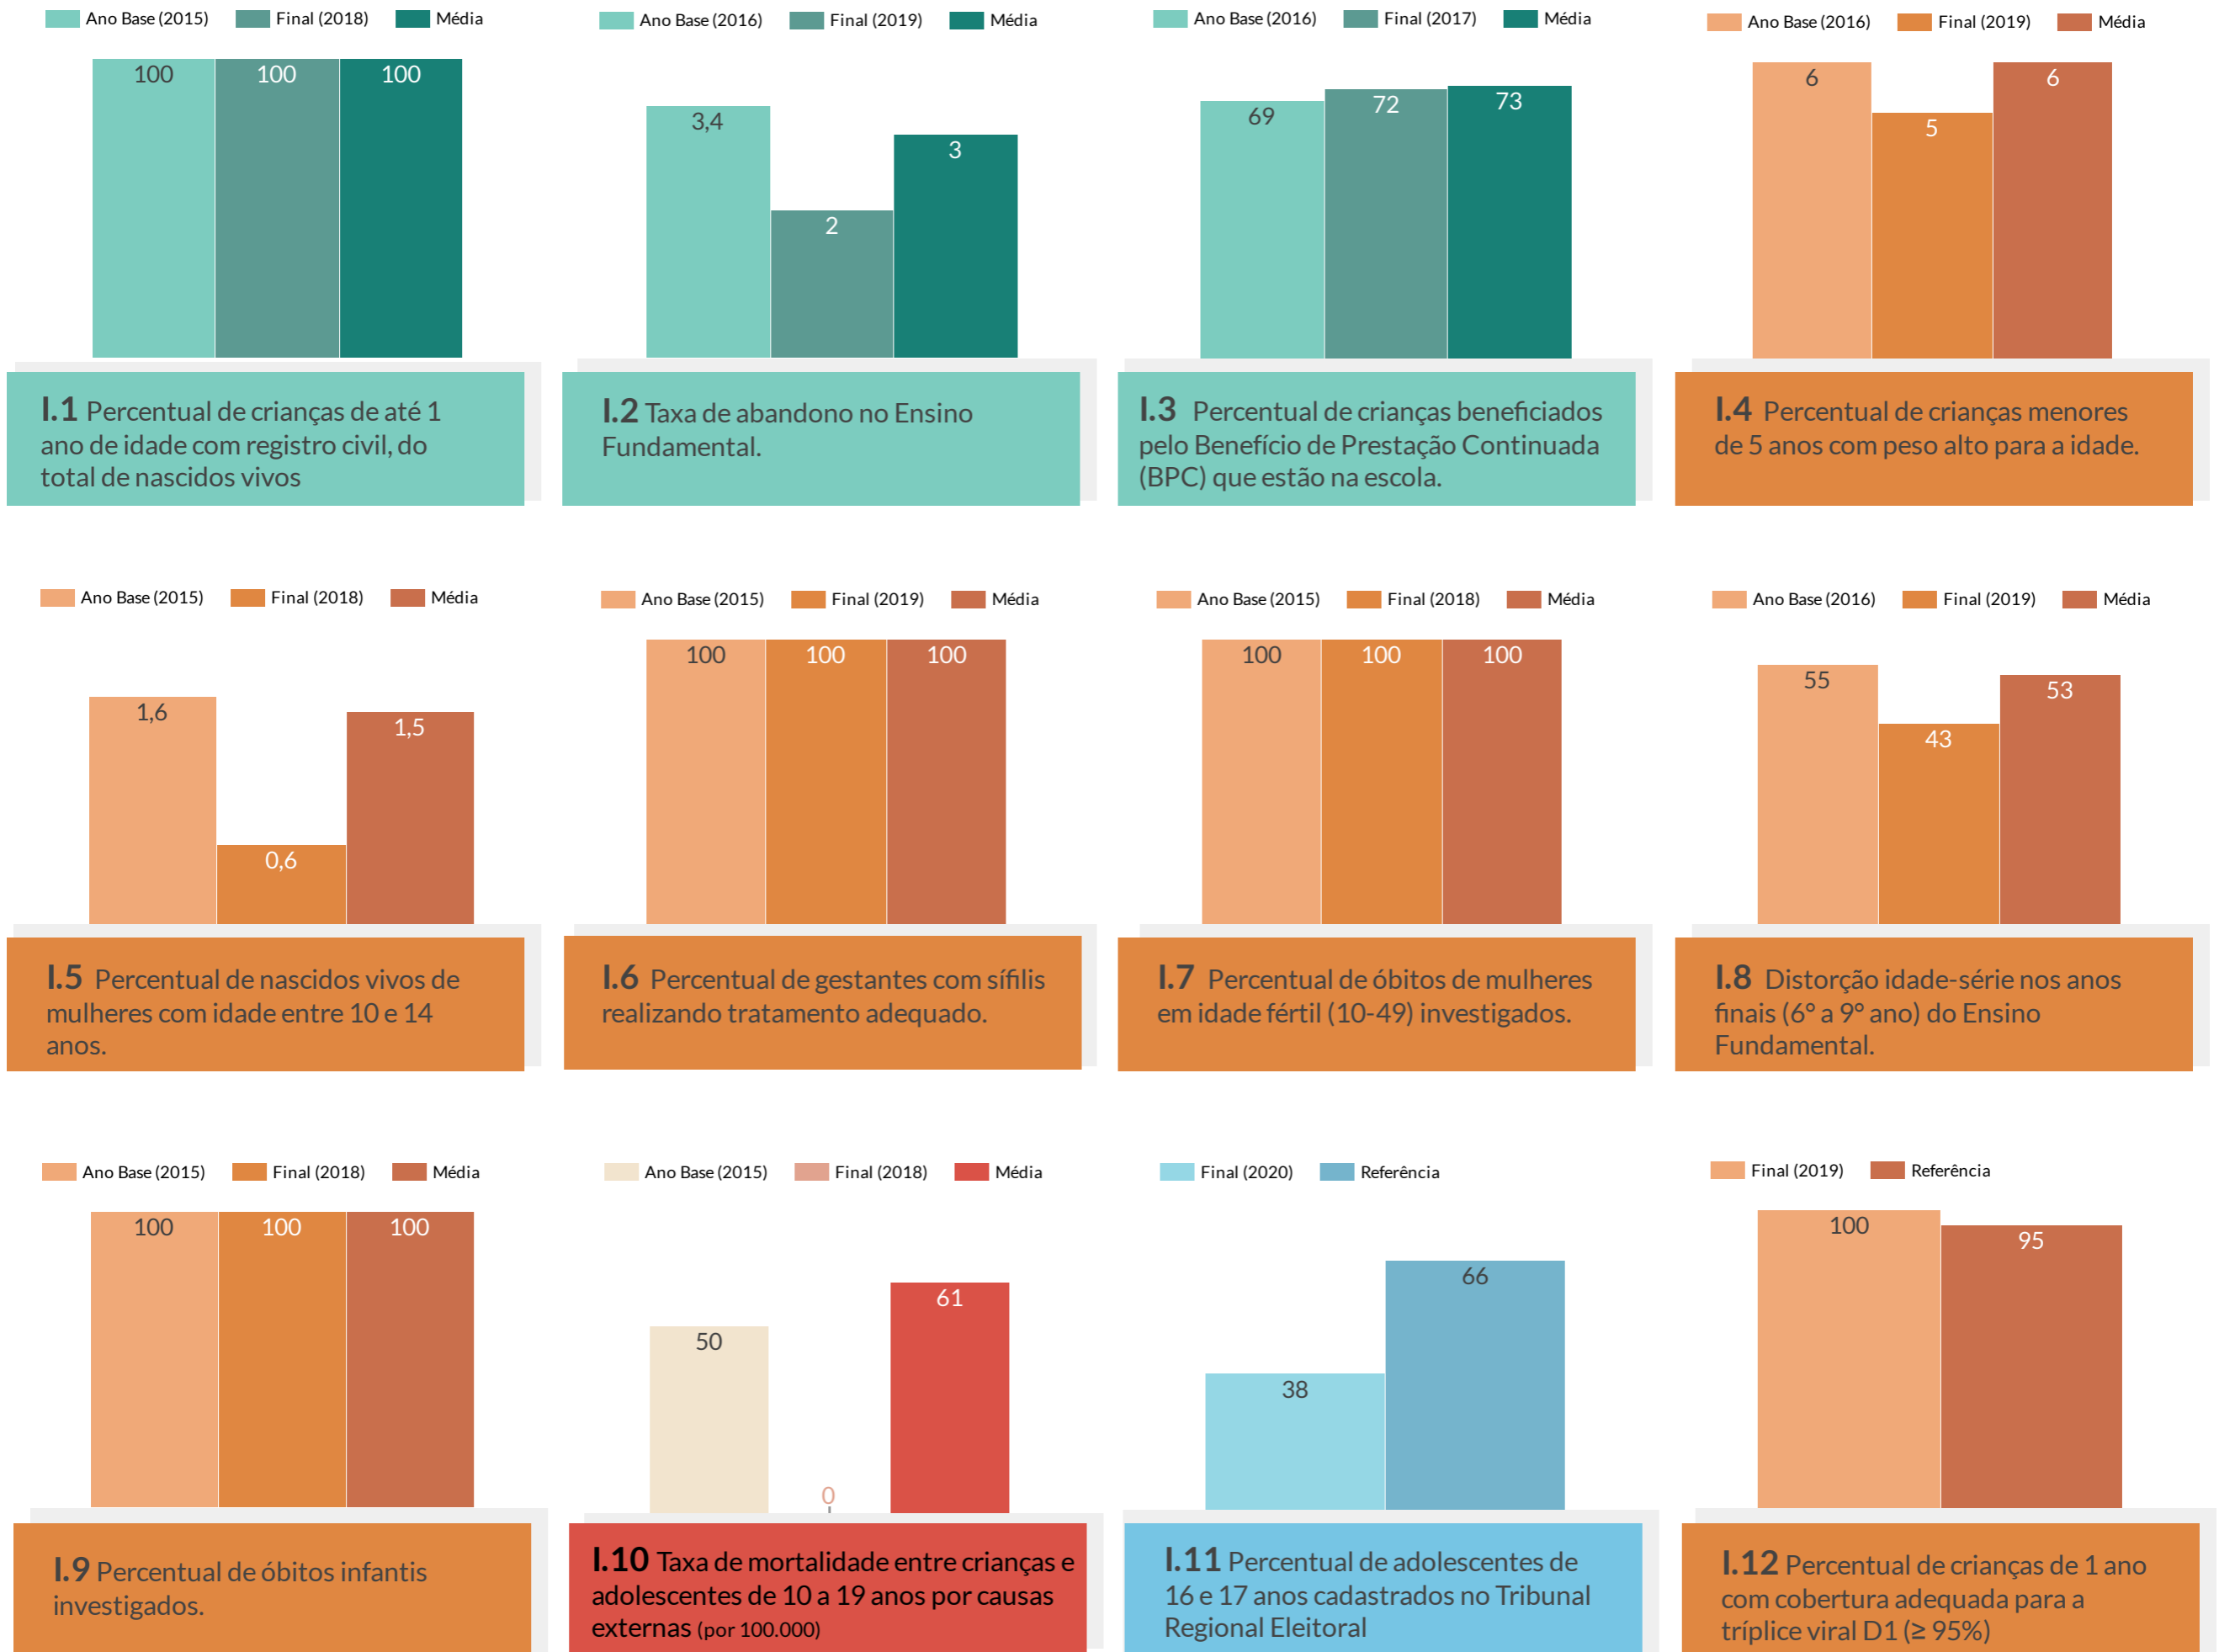 Ano Base (2015) Final (2018) Média
100 100 100
I.1 Percentual de crianças de até 1
ano de idade com registro civil, do
total de nascidos vivos
Ano Base (2016) Final (2019) Média
3,4 2 3
I.2 Taxa de abandono no Ensino
Fundamental.
Ano Base (2016) Final (2017) Média
69 72 73
I.3 Percentual de crianças beneficiados
pelo Benefício de Prestação Continuada
(BPC) que estão na escola.
Ano Base (2016) Final (2019) Média
6 5 6
I.4 Percentual de crianças menores
de 5 anos com peso alto para a idade.
Ano Base (2015) Final (2018) Média
1,6 0,6 1,5
I.5 Percentual de nascidos vivos de
mulheres com idade entre 10 e 14
anos.
Ano Base (2015) Final (2019) Média
100 100 100
I.6 Percentual de gestantes com sífilis
realizando tratamento adequado.
Ano Base (2015) Final (2018) Média
100 100 100
I.7 Percentual de óbitos de mulheres
em idade fértil (10-49) investigados.
Ano Base (2016) Final (2019) Média
55 43 53
I.8 Distorção idade-série nos anos
finais (6° a 9° ano) do Ensino
Fundamental.
Ano Base (2015) Final (2018) Média
100 100 100
I.9 Percentual de óbitos infantis
investigados.
Ano Base (2015) Final (2018) Média
50 0 61
I.10 Taxa de mortalidade entre crianças e
adolescentes de 10 a 19 anos por causas
externas (por 100.000)
Final (2020) Referência
38 66
I.11 Percentual de adolescentes de
16 e 17 anos cadastrados no Tribunal
Regional Eleitoral
Final (2019) Referência
100 95
I.12 Percentual de crianças de 1 ano
com cobertura adequada para a
tríplice viral D1 (≥ 95%)